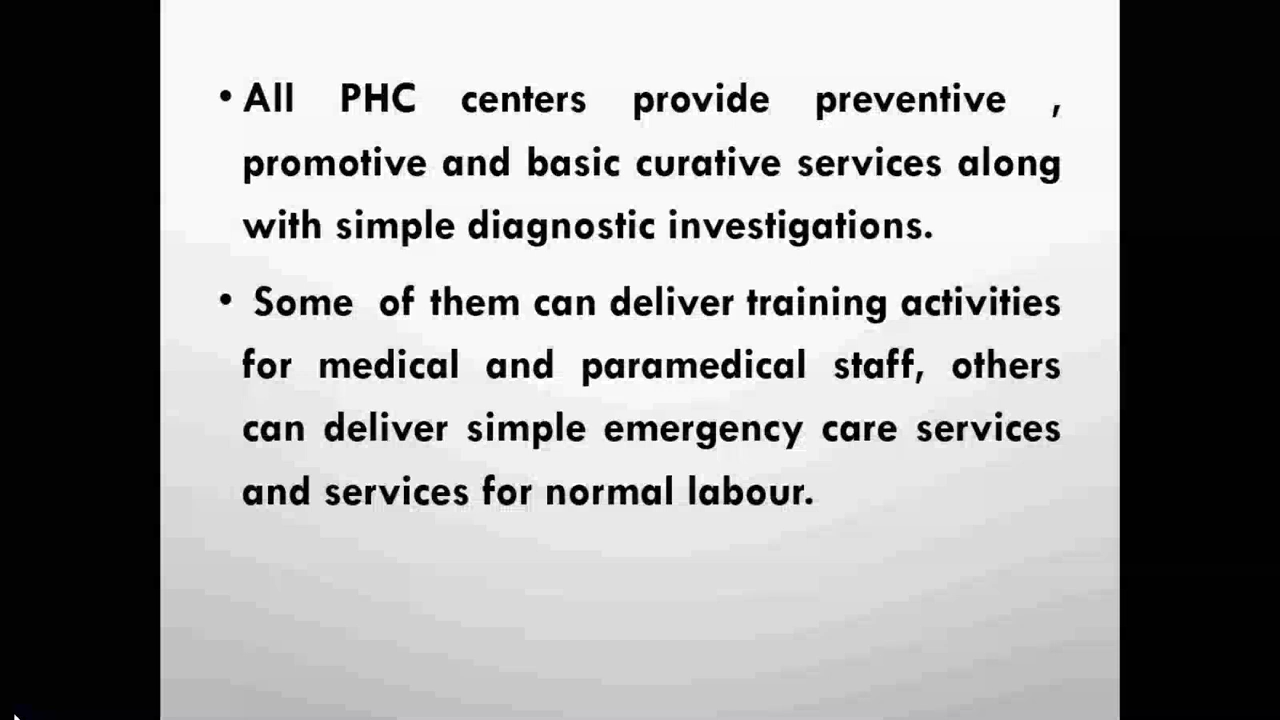 • All PHC centers provide preventive ,
promotive and basic curative services along
with simple diagnostic investigations.
• Some of them can deliver training activities
for medical and paramedical staff, others
can deliver simple emergency care services
and services for normal labour.